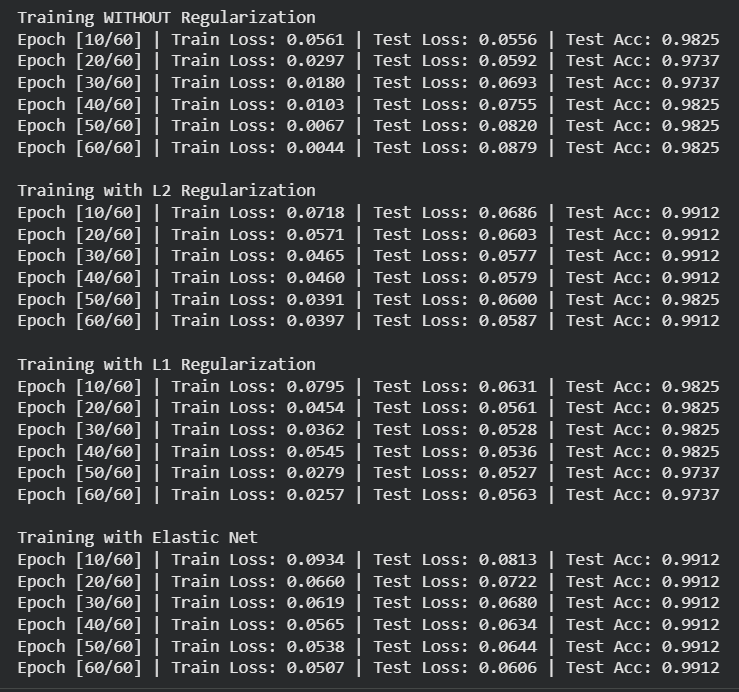 Training WITHOUT Regularization
Epoch [10/60] | Train Loss: 0.0561 | Test Loss: 0.0556 | Test Acc: 0.9825
Epoch [20/60] | Train Loss: 0.0297 | Test Loss: 0.0592 | Test Acc: 0.9737
Epoch [30/60] | Train Loss: 0.0180 | Test Loss: 0.0693 | Test Acc: 0.9737
Epoch [40/60] | Train Loss: 0.0103 | Test Loss: 0.0755 | Test Acc: 0.9825
Epoch [50/60] | Train Loss: 0.0067 | Test Loss: 0.0820 | Test Acc: 0.9825
Epoch [60/60] | Train Loss: 0.0044 | Test Loss: 0.0879 | Test Acc: 0.9825

Training with L2 Regularization
Epoch [10/60] | Train Loss: 0.0718 | Test Loss: 0.0686 | Test Acc: 0.9912
Epoch [20/60] | Train Loss: 0.0571 | Test Loss: 0.0603 | Test Acc: 0.9912
Epoch [30/60] | Train Loss: 0.0465 | Test Loss: 0.0577 | Test Acc: 0.9912
Epoch [40/60] | Train Loss: 0.0460 | Test Loss: 0.0579 | Test Acc: 0.9912
Epoch [50/60] | Train Loss: 0.0391 | Test Loss: 0.0600 | Test Acc: 0.9825
Epoch [60/60] | Train Loss: 0.0397 | Test Loss: 0.0587 | Test Acc: 0.9912

Training with L1 Regularization
Epoch [10/60] | Train Loss: 0.0795 | Test Loss: 0.0631 | Test Acc: 0.9825
Epoch [20/60] | Train Loss: 0.0454 | Test Loss: 0.0561 | Test Acc: 0.9825
Epoch [30/60] | Train Loss: 0.0362 | Test Loss: 0.0528 | Test Acc: 0.9825
Epoch [40/60] | Train Loss: 0.0545 | Test Loss: 0.0536 | Test Acc: 0.9825
Epoch [50/60] | Train Loss: 0.0279 | Test Loss: 0.0527 | Test Acc: 0.9737
Epoch [60/60] | Train Loss: 0.0257 | Test Loss: 0.0563 | Test Acc: 0.9737

Training with Elastic Net
Epoch [10/60] | Train Loss: 0.0934 | Test Loss: 0.0813 | Test Acc: 0.9912
Epoch [20/60] | Train Loss: 0.0660 | Test Loss: 0.0722 | Test Acc: 0.9912
Epoch [30/60] | Train Loss: 0.0619 | Test Loss: 0.0680 | Test Acc: 0.9912
Epoch [40/60] | Train Loss: 0.0565 | Test Loss: 0.0634 | Test Acc: 0.9912
Epoch [50/60] | Train Loss: 0.0538 | Test Loss: 0.0644 | Test Acc: 0.9912
Epoch [60/60] | Train Loss: 0.0507 | Test Loss: 0.0606 | Test Acc: 0.9912